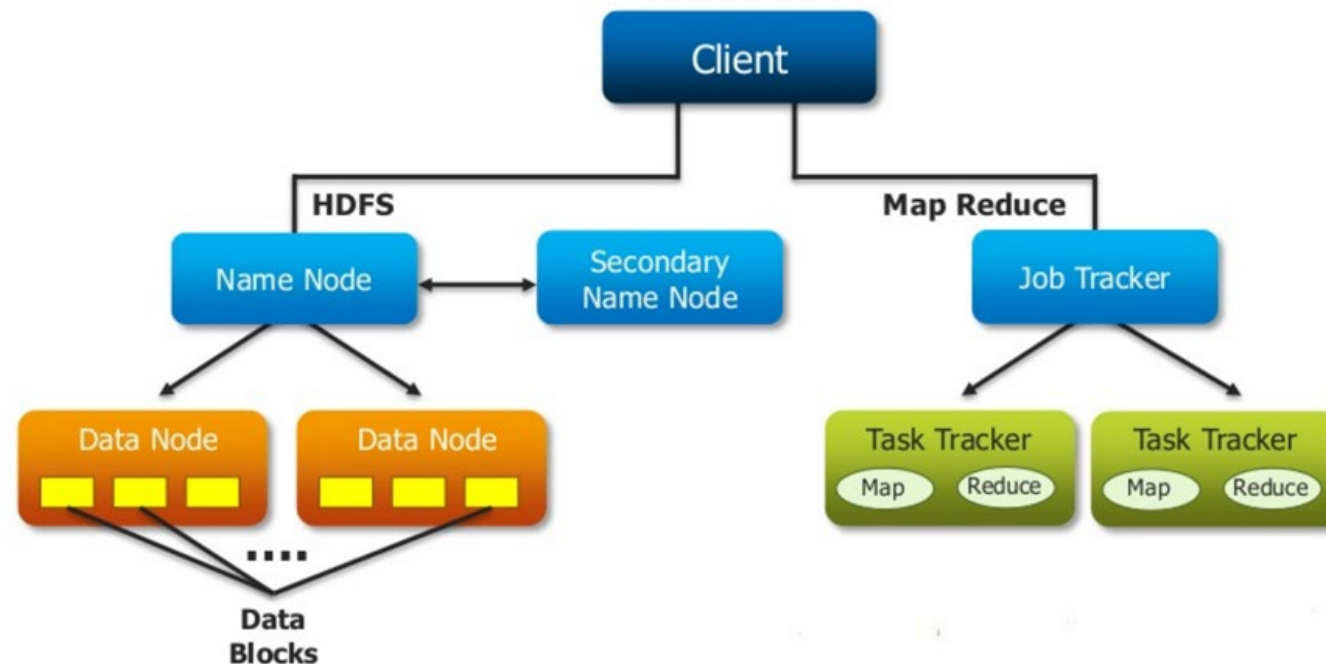 Client
HDFS
Map Reduce
Name Node
Secondary
Name Node
Job Tracker
Data Node
Data Node
Task Tracker
Task Tracker
Map
Reduce
Map
Reduce
....
Data
Blocks